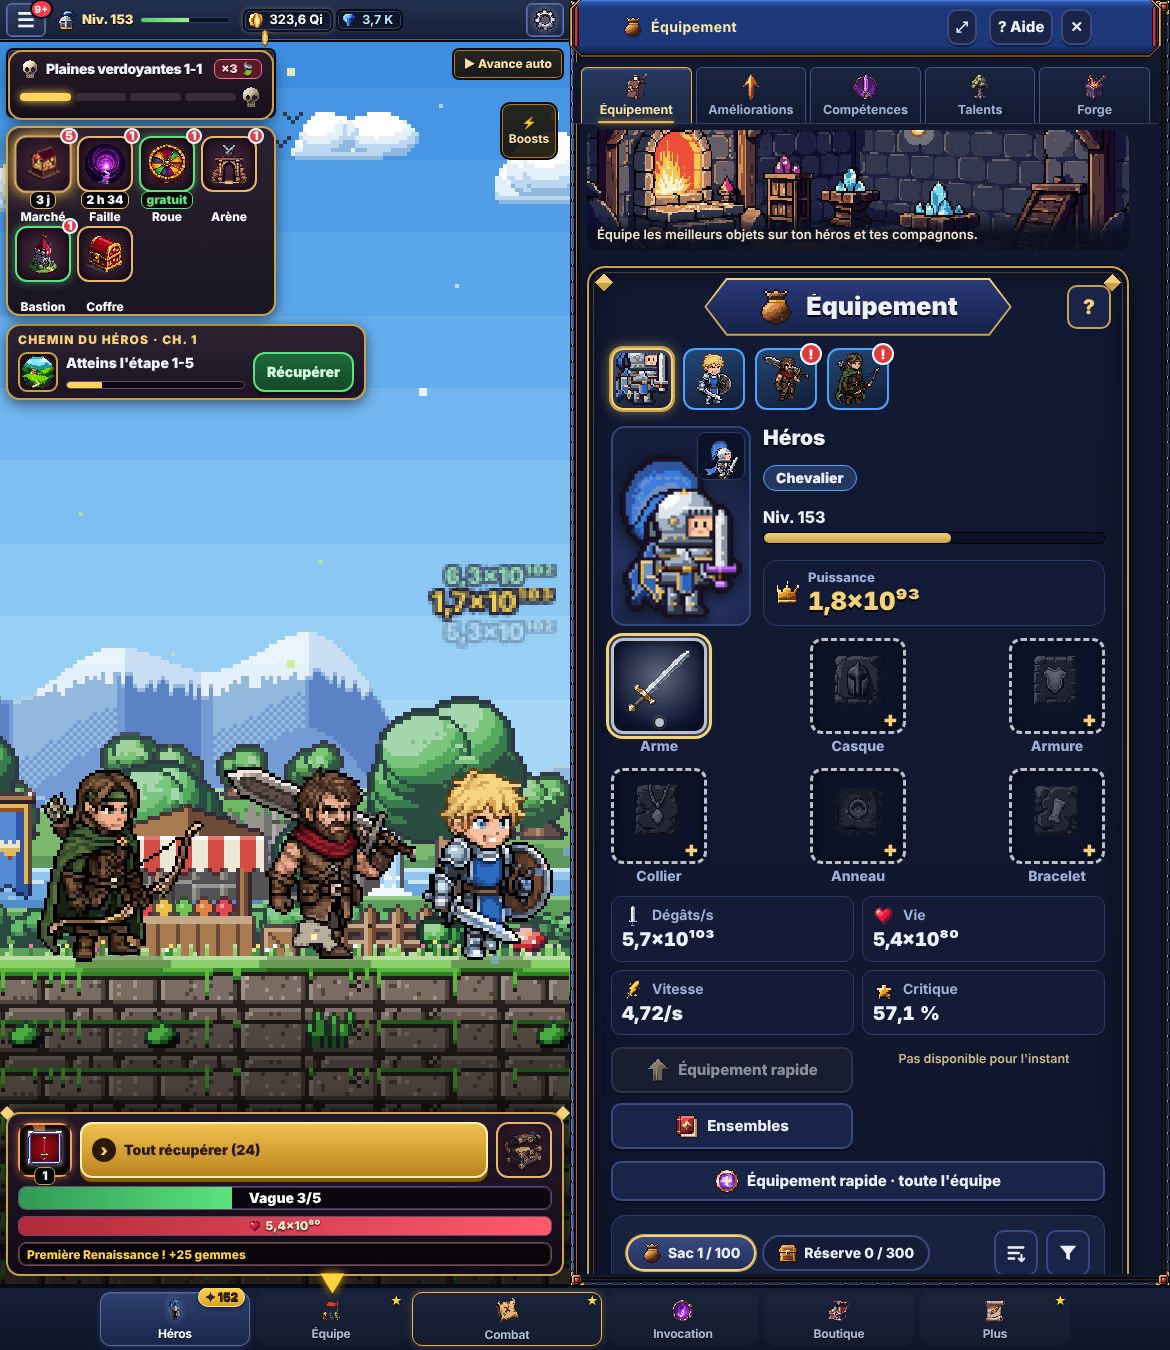 9+
Niv. 153
323,6 Qi
3,7 K
Plaines verdoyantes 1-1
×3
Avance auto
Boosts
5
1
1
1
3 j
2 h 34
gratuit
Marché
Faille
Roue
Arène
1
Bastion
Coffre
CHEMIN DU HÉROS · CH. 1
Atteins l'étape 1-5
Récupérer
6,3×10¹⁰³
1,7×10¹⁰³
5,3×10¹⁰³
1
Tout récupérer (24)
Vague 3/5
5,4×10⁸⁰
Première Renaissance ! +25 gemmes
Équipement
? Aide
×
Équipement
Améliorations
Compétences
Talents
Forge
Équipe les meilleurs objets sur ton héros et tes compagnons.
Équipement
?
!
!
Héros
Chevalier
Niv. 153
Puissance
1,8×10⁹³
Arme
Casque
Armure
Collier
Anneau
Bracelet
Dégâts/s
5,7×10¹⁰³
Vie
5,4×10⁸⁰
Vitesse
4,72/s
Critique
57,1 %
Équipement rapide
Pas disponible pour l'instant
Ensembles
Équipement rapide · toute l'équipe
Sac 1 / 100
Réserve 0 / 300
152
Héros
Équipe
Combat
Invocation
Boutique
Plus